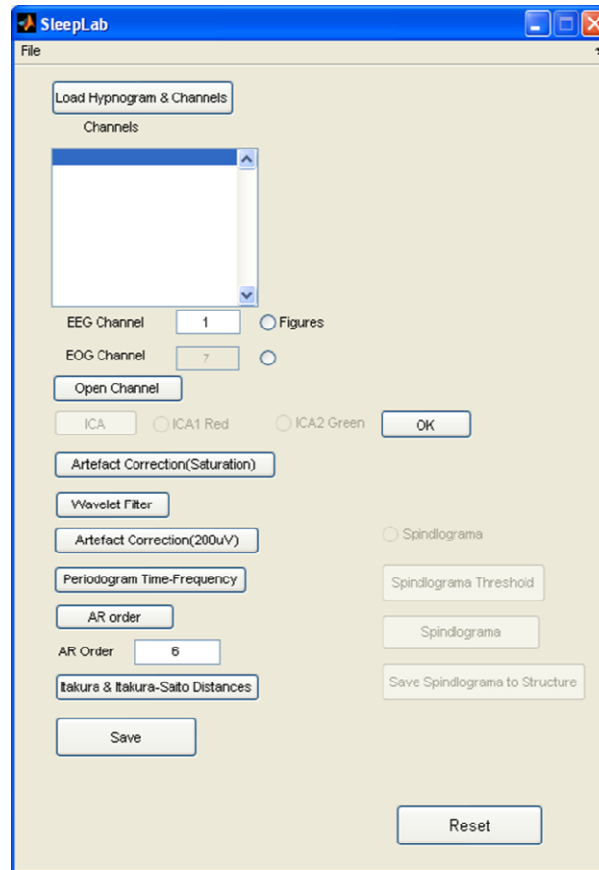 SleepLab
File
Load Hypnogram & Channels
Channels
EEG Channel 1 Figures
EOG Channel 7
Open Channel
ICA ICA1 Red ICA2 Green OK
Artefact Correction(Saturation)
Wavelet Filter
Artefact Correction(200uV) Spindlograma
Periodogram Time-Frequency Spindlograma Threshold
AR order
Spindlograma
AR Order 6
Itakura & Itakura-Saito Distances Save Spindlograma to Structure
Save
Reset